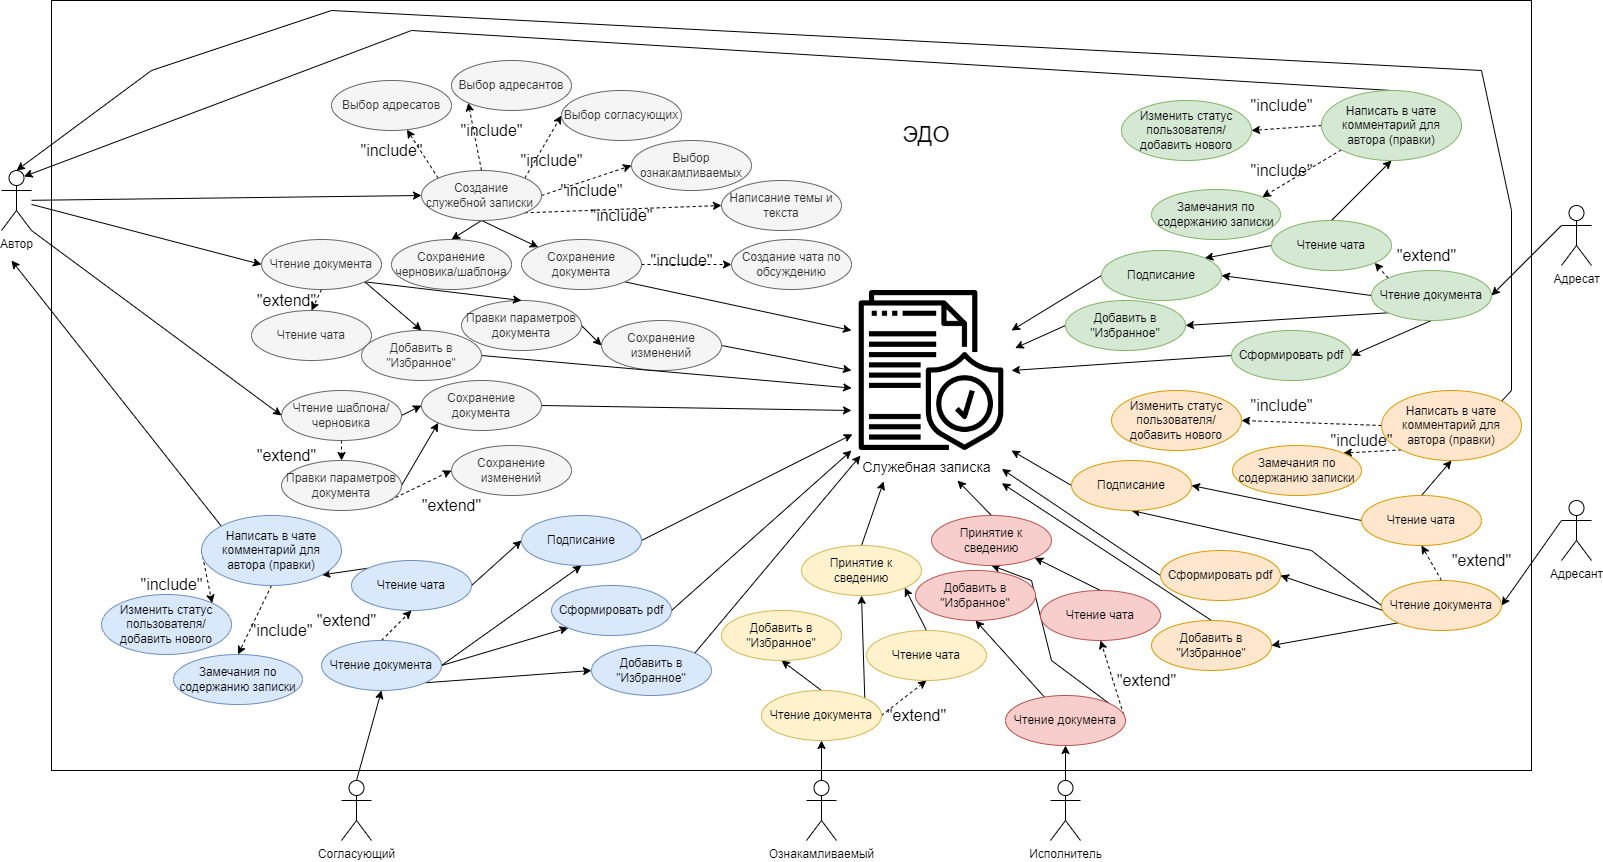 ЭДО
Автор
Выбор адресатов
Выбор адресантов
Выбор согласующих
Выбор
ознакамливаемых
Написание темы и
текста
"include"
"include"
"include"
"include"
"include"
Создание
служебной записки
Сохранение
черновика/шаблона
Сохранение
документа
"include"
Создание чата по
обсуждению
Чтение документа
"extend"
Чтение чата
Добавить в
"Избранное"
Правки параметров
документа
Сохранение
изменений
Чтение шаблона/
черновика
Сохранение
документа
"extend"
Правки параметров
документа
Сохранение
изменений
"extend"
Служебная записка
Изменить статус
пользователя/
добавить нового
"include"
Написать в чате
комментарий для
автора (правки)
"include"
Замечания по
содержанию записки
Чтение чата
"extend"
Подписание
Чтение документа
Добавить в
"Избранное"
Сформировать pdf
Адресат
Изменить статус
пользователя/
добавить нового
"include"
Написать в чате
комментарий для
автора (правки)
"include"
Замечания по
содержанию записки
Подписание
Чтение чата
"extend"
Сформировать pdf
Чтение документа
Добавить в
"Избранное"
Адресант
Написать в чате
комментарий для
автора (правки)
"include"
Изменить статус
пользователя/
добавить нового
"include"
Замечания по
содержанию записки
Подписание
Чтение чата
"extend"
Сформировать pdf
Чтение документа
Добавить в
"Избранное"
Согласующий
Принятие к
сведению
Добавить в
"Избранное"
Чтение чата
Чтение документа
"extend"
Ознакамливаемый
Принятие к
сведению
Добавить в
"Избранное"
Чтение чата
"extend"
Чтение документа
Исполнитель